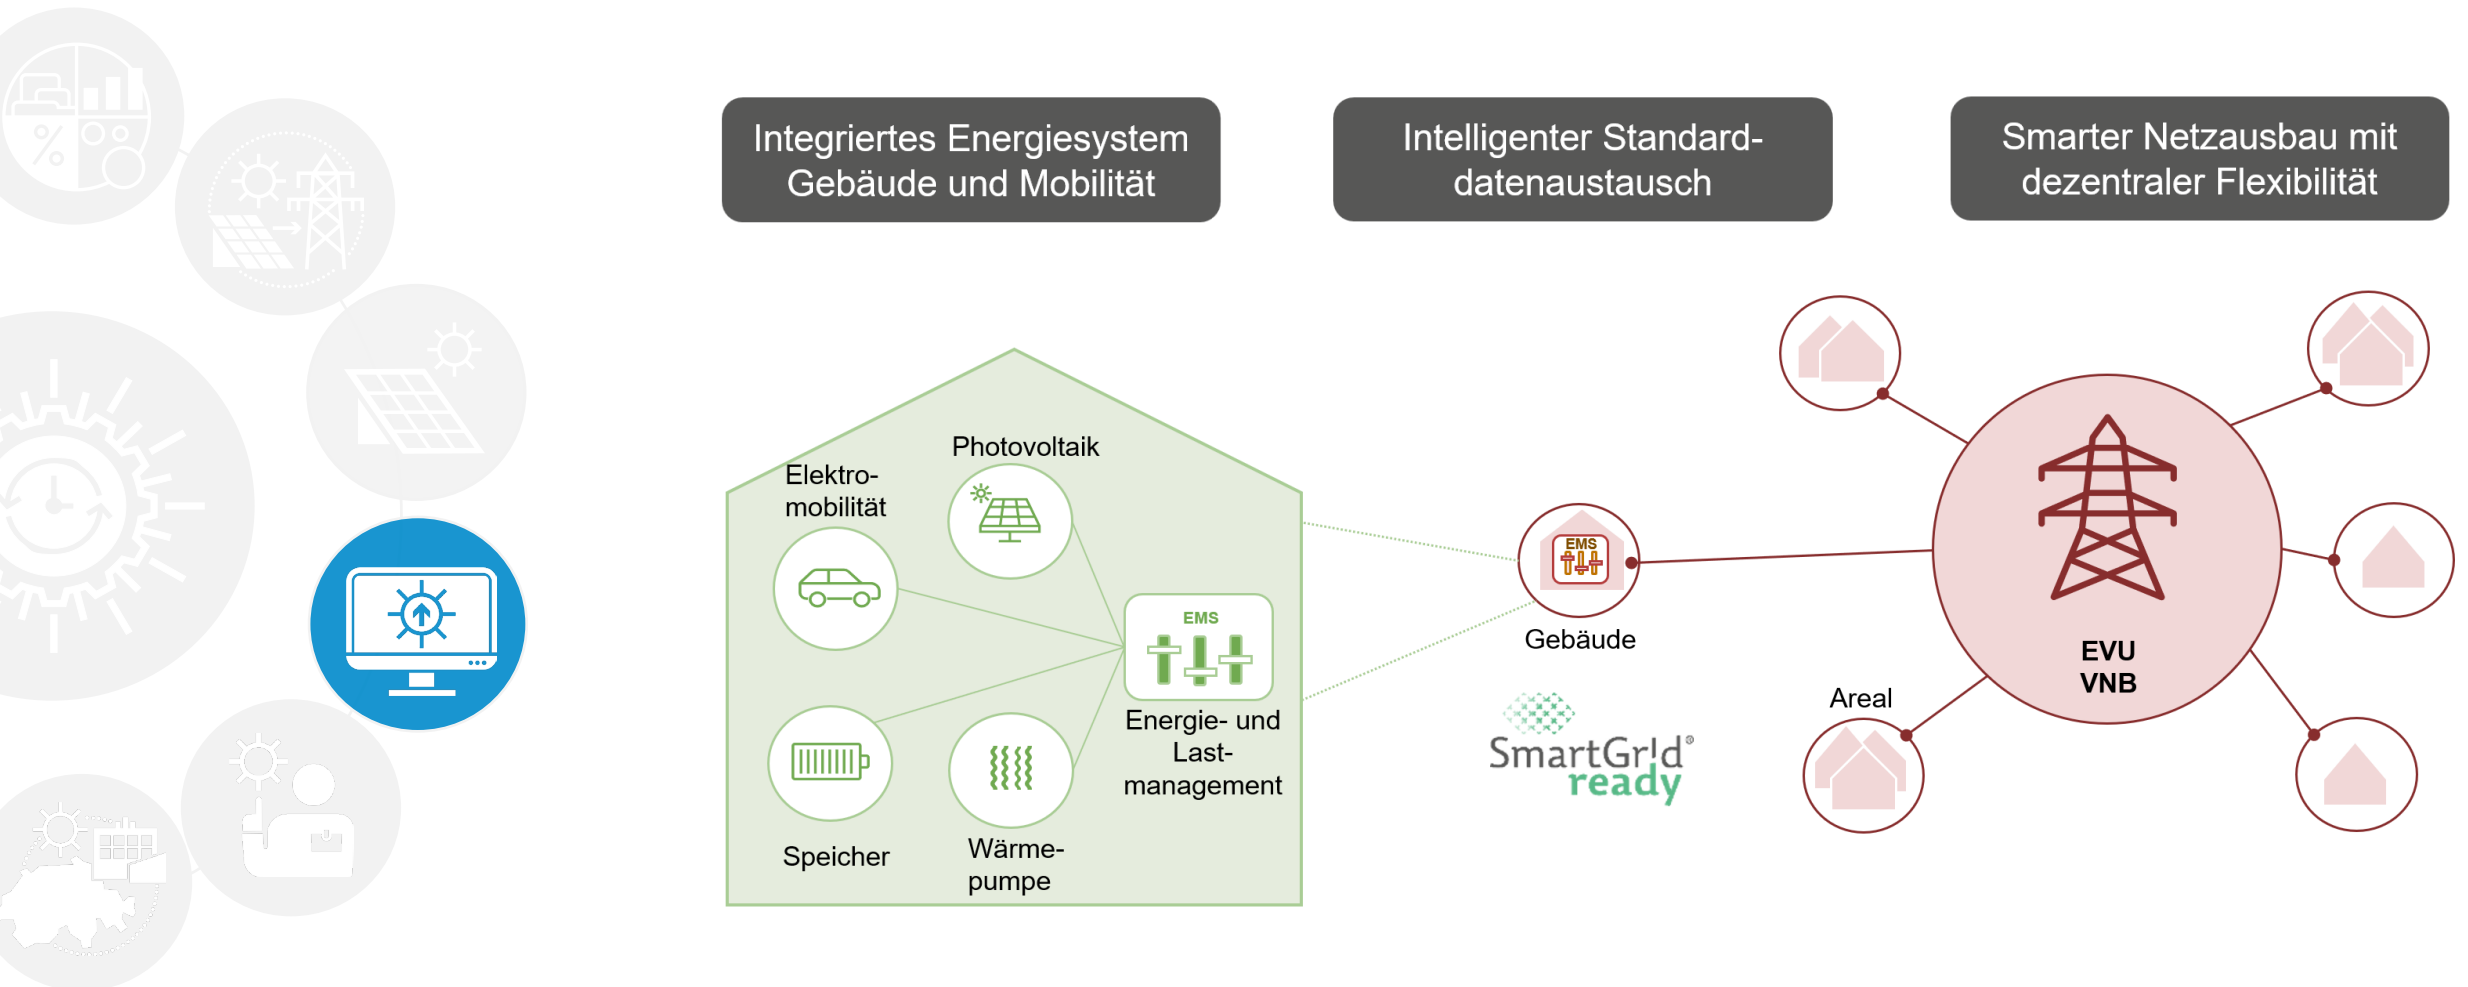 Integriertes Energiesystem
Gebäude und Mobilität
Intelligenter Standard-
datenaustausch
Smarter Netzausbau mit
dezentraler Flexibilität
Photovoltaik
Elektro-
mobilität
EMS
Energie- und
Last-
management
Speicher
Wärme-
pumpe
EMS
Gebäude
SmartGr!d®
ready
Areal
EVU
VNB